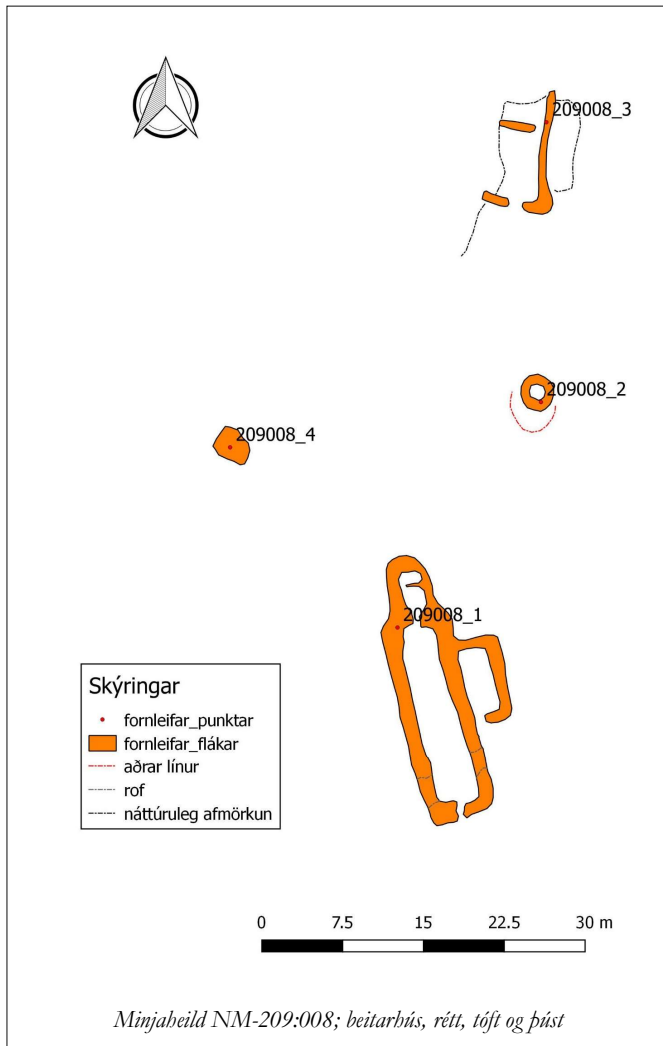 209008_3
209008_2
209008_4
209008_1
Skýringar
fornleifar_punktar
fornleifar_flákar
aðrar línur
rof
náttúruleg afmörkun
0 7.5 15 22.5 30 m
Minjaheild NM-209:008; beitarhús, rétt, tóft og þúst